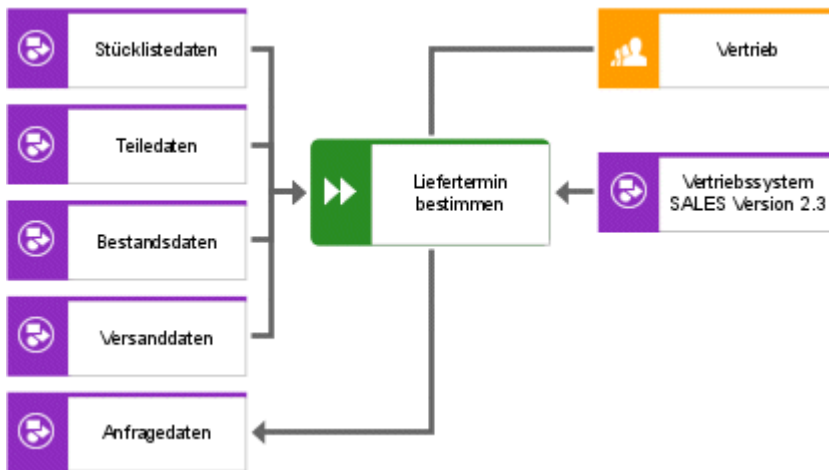 Stücklistedaten
Vertrieb
Teiledaten
Liefertermin
bestimmen
Vertriebssystem
SALES Version 2.3
Bestandsdaten
Versanddaten
Anfragedaten